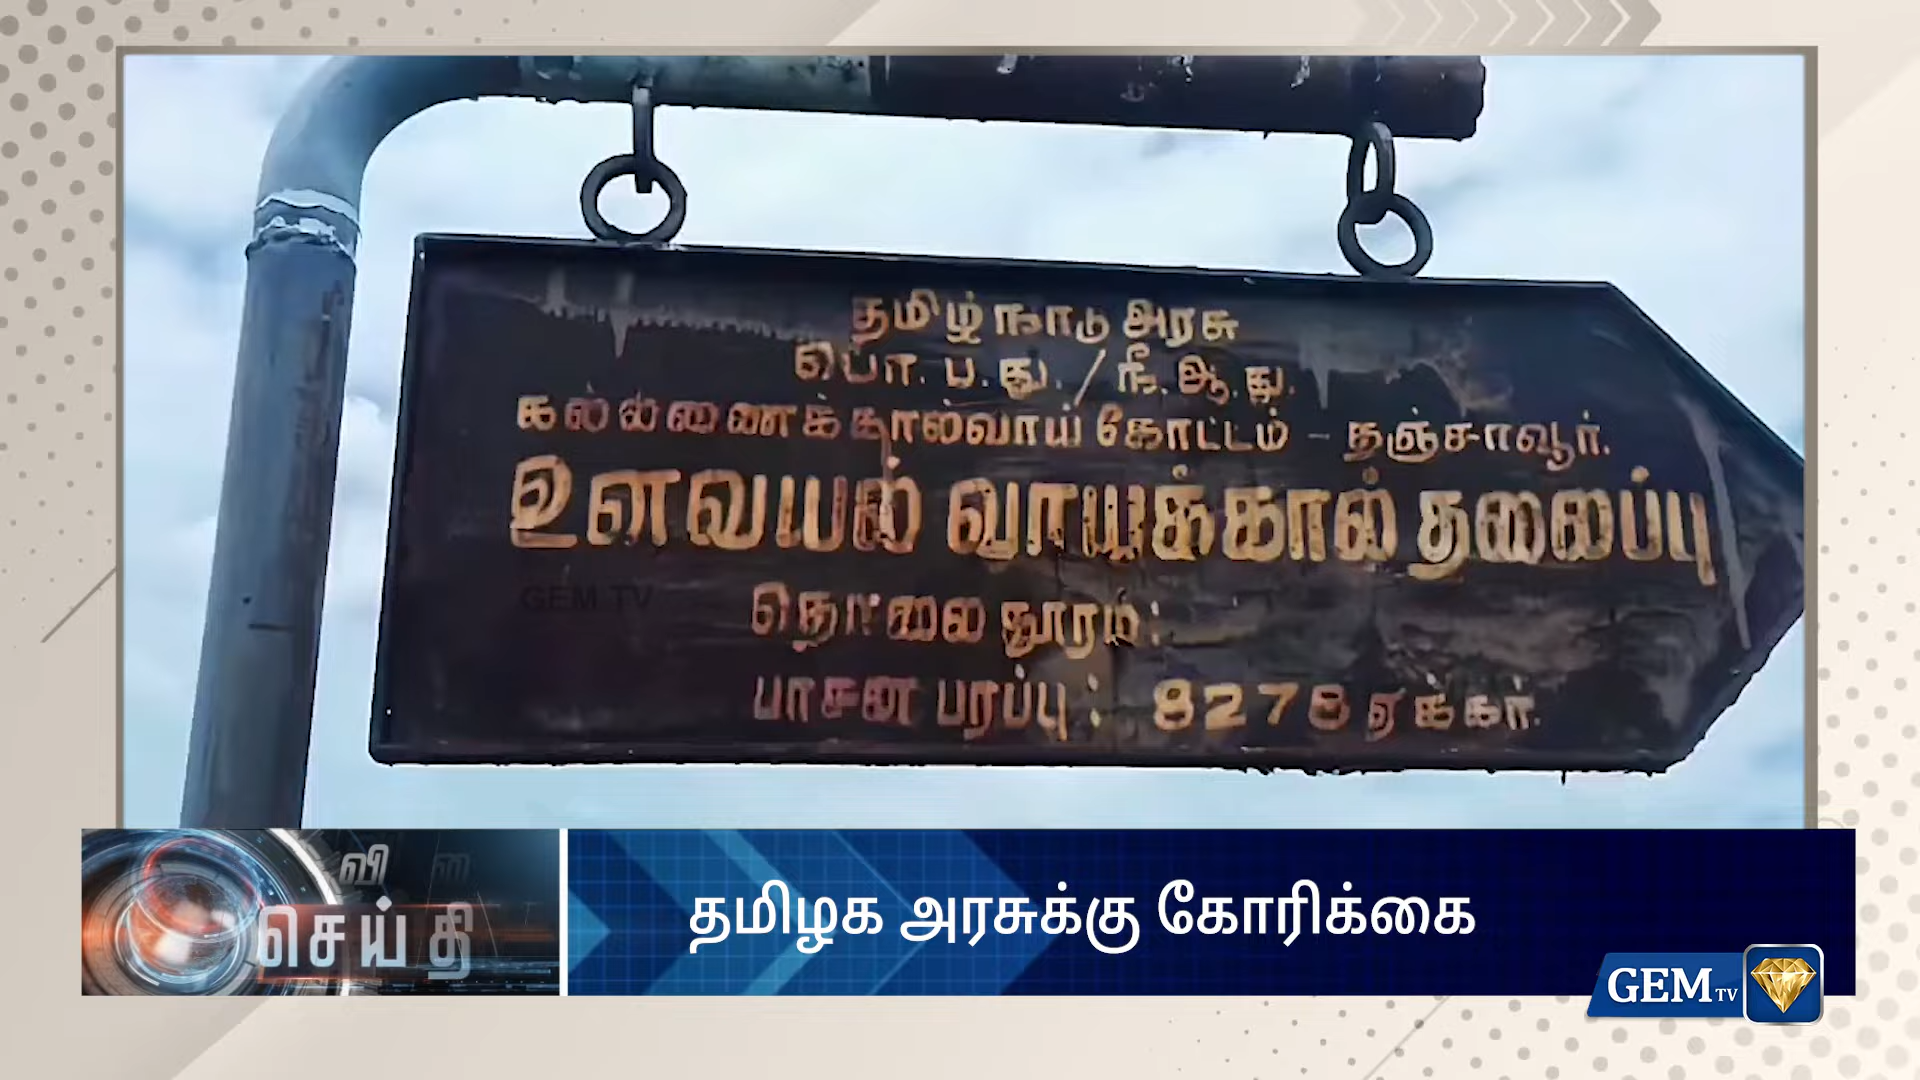 தமிழ்நாடு அரசு
பொ. ப. து. / நீ. ஆ. து.
கல்லணைக்கால்வாய் கோட்டம் - தஞ்சாவூர்.
உளவயல் வாய்க்கால் தலைப்பு
தொலை தூரம்:
பாசன பரப்பு: 8278 ஏக்கர்.
GEM TV
வி
செய்தி
தமிழக அரசுக்கு கோரிக்கை
GEM TV